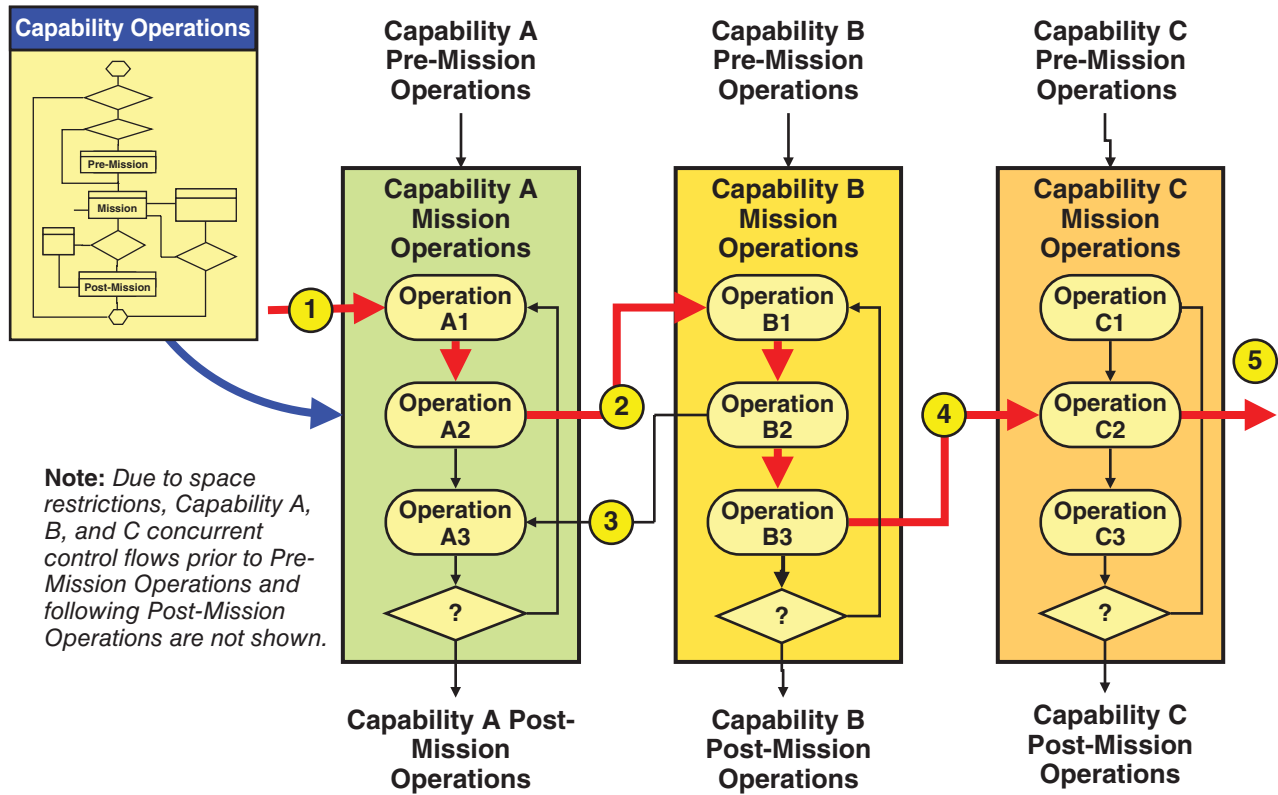 Capability Operations
Pre-Mission
Mission
Post-Mission
Capability A
Pre-Mission
Operations
Capability B
Pre-Mission
Operations
Capability C
Pre-Mission
Operations
Capability A
Mission
Operations
Operation
A1
Operation
A2
Operation
A3
?
Capability B
Mission
Operations
Operation
B1
Operation
B2
Operation
B3
?
Capability C
Mission
Operations
Operation
C1
Operation
C2
Operation
C3
?
1
2
3
4
5
Note: Due to space
restrictions, Capability A,
B, and C concurrent
control flows prior to Pre-
Mission Operations and
following Post-Mission
Operations are not shown.
Capability A Post-
Mission
Operations
Capability B
Post-Mission
Operations
Capability C
Post-Mission
Operations